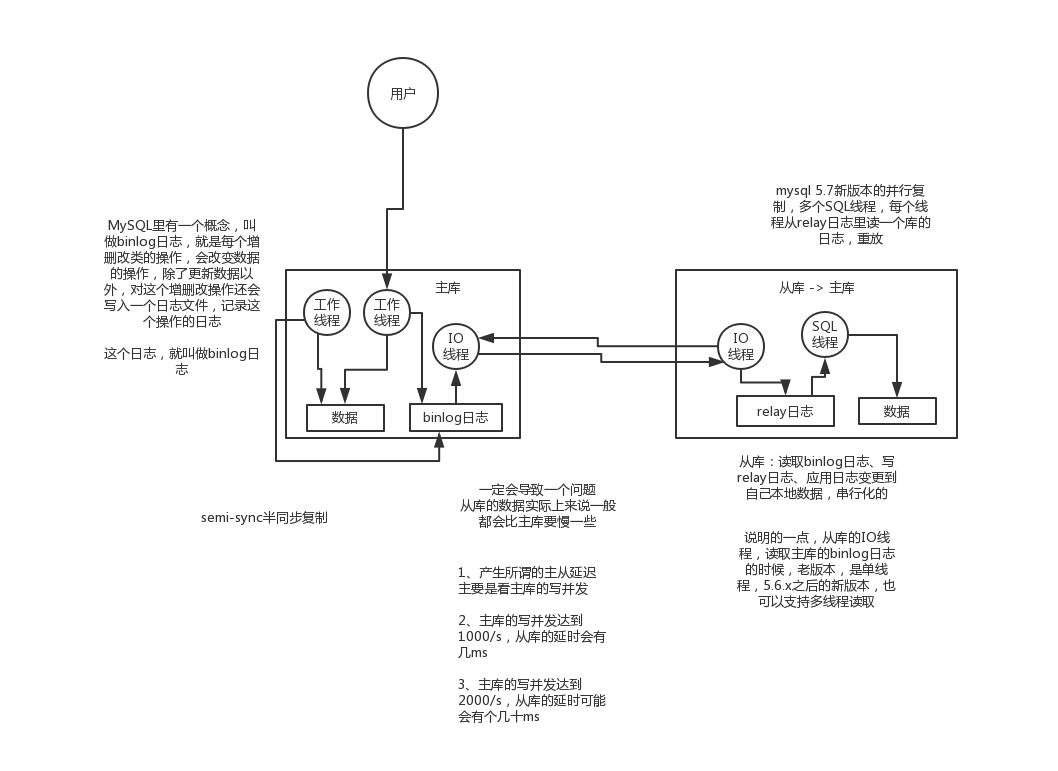 用户
mysql 5.7新版本的并行复
制，多个SQL线程，每个线
程从relay日志里读一个库的
日志，重放
MySQL里有一个概念，叫
做binlog日志，就是每个增
删改类的操作，会改变数据
的操作，除了更新数据以
外，对这个增删改操作还会
写入一个日志文件，记录这
个操作的日志
这个日志，就叫做binlog日
志
主库
工作
线程
工作
线程
IO
线程
数据
binlog日志
从库 -> 主库
IO
线程
SQL
线程
relay日志
数据
从库：读取binlog日志、写
relay日志、应用日志变更到
自己本地数据，串行化的
semi-sync半同步复制
一定会导致一个问题
从库的数据实际上来说一般
都会比主库要慢一些
说明的一点，从库的IO线
程，读取主库的binlog日志
的时候，老版本，是单线
程，5.6.x之后的新版本，也
可以支持多线程读取
1、产生所谓的主从延迟
主要是看主库的写并发
2、主库的写并发达到
1000/s，从库的延时会有
几ms
3、主库的写并发达到
2000/s，从库的延时可能
会有个几十ms